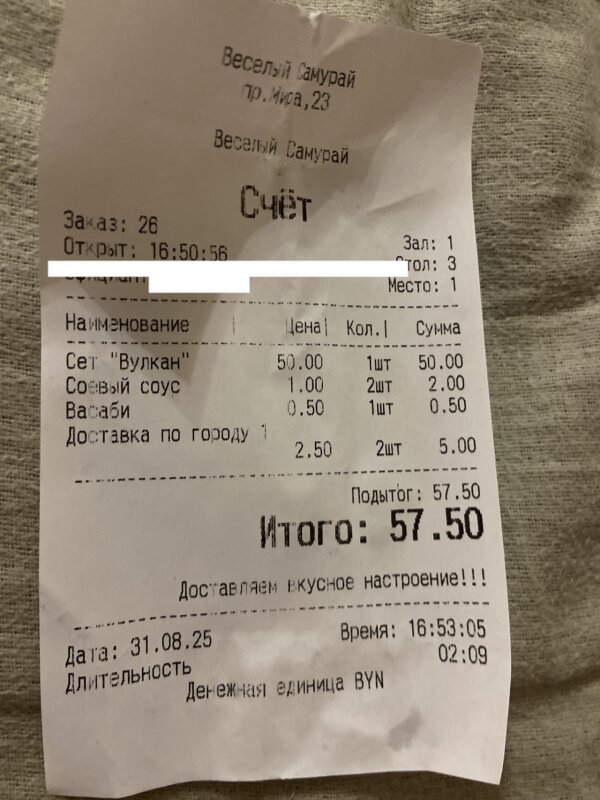 Веселый Самурай
пр.Мира,23
Веселый Самурай
Счёт
Заказ: 26
Открыт: 16:50:56 Зал: 1
Официант Стол: 3
Место: 1
Наименование | Цена| Кол.| Сумма
Сет "Вулкан" 50.00 1шт 50.00
Соевый соус 1.00 2шт 2.00
Васаби 0.50 1шт 0.50
Доставка по городу 1
2.50 2шт 5.00
Подытог: 57.50
Итого: 57.50
Доставляем вкусное настроение!!!
Дата: 31.08.25 Время: 16:53:05
Длительность 02:09
Денежная единица BYN